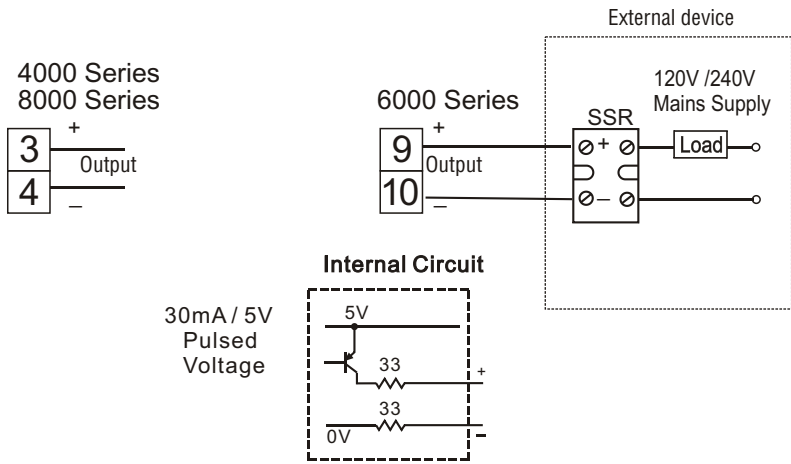 External device
4000 Series
8000 Series
3
+
Output
4
–
6000 Series
9
+
Output
10
–
SSR
+
–
120V /240V
Mains Supply
Load
Internal Circuit
30mA / 5V
Pulsed
Voltage
5V
33
+
33
0V
–